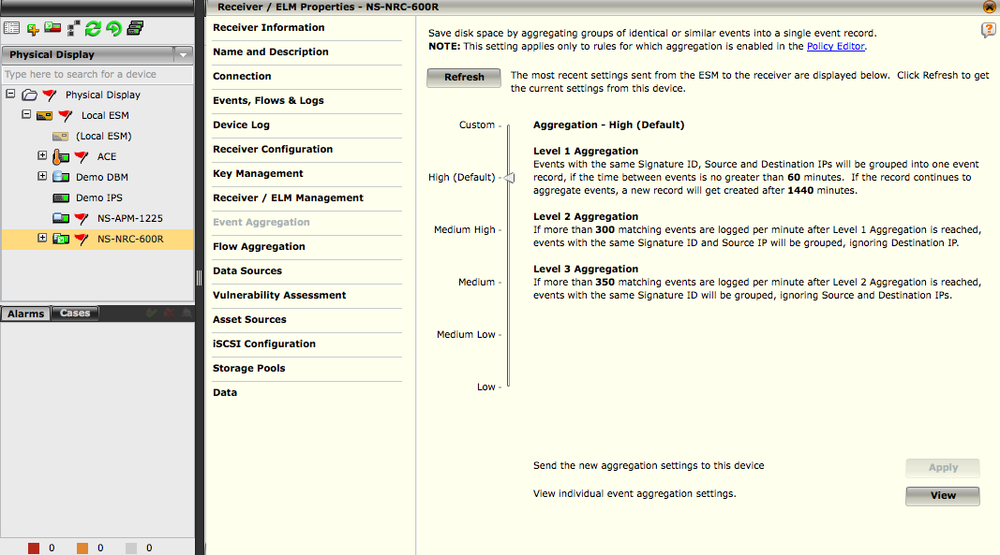 Receiver / ELM Properties - NS-NRC-600R
Physical Display
Type here to search for a device
Physical Display
Local ESM
(Local ESM)
ACE
Demo DBM
Demo IPS
NS-APM-1225
NS-NRC-600R
Alarms
Cases
0
0
0
Receiver Information
Name and Description
Connection
Events, Flows & Logs
Device Log
Receiver Configuration
Key Management
Receiver / ELM Management
Event Aggregation
Flow Aggregation
Data Sources
Vulnerability Assessment
Asset Sources
iSCSI Configuration
Storage Pools
Data
Save disk space by aggregating groups of identical or similar events into a single event record.
NOTE: This setting applies only to rules for which aggregation is enabled in the Policy Editor.
Refresh
The most recent settings sent from the ESM to the receiver are displayed below. Click Refresh to get
the current settings from this device.
Custom -
High (Default) -
Medium High -
Medium -
Medium Low -
Low -
Aggregation - High (Default)
Level 1 Aggregation
Events with the same Signature ID, Source and Destination IPs will be grouped into one event
record, if the time between events is no greater than 60 minutes. If the record continues to
aggregate events, a new record will get created after 1440 minutes.
Level 2 Aggregation
If more than 300 matching events are logged per minute after Level 1 Aggregation is reached,
events with the same Signature ID and Source IP will be grouped, ignoring Destination IP.
Level 3 Aggregation
If more than 350 matching events are logged per minute after Level 2 Aggregation is reached,
events with the same Signature ID will be grouped, ignoring Source and Destination IPs.
Send the new aggregation settings to this device
Apply
View individual event aggregation settings.
View